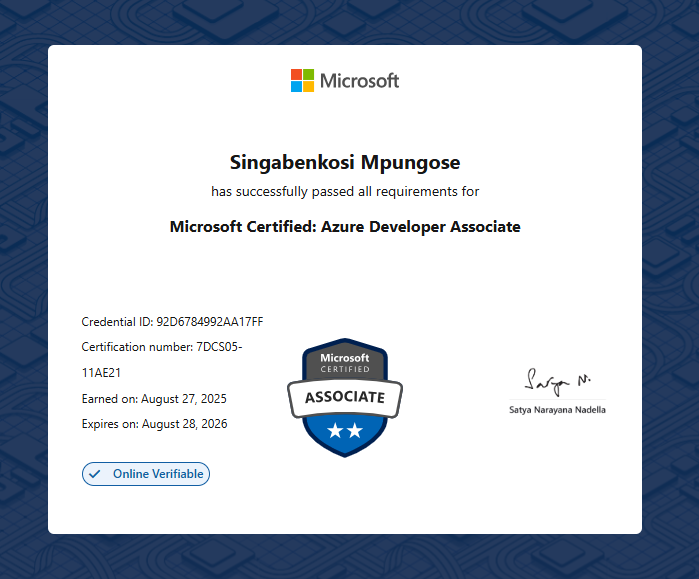 Microsoft
Singabenkosi Mpungose
has successfully passed all requirements for
Microsoft Certified: Azure Developer Associate
Credential ID: 92D6784992AA17FF
Certification number: 7DCS05-
11AE21
Earned on: August 27, 2025
Expires on: August 28, 2026
Online Verifiable
Microsoft
CERTIFIED
ASSOCIATE
Satya N.
Satya Narayana Nadella